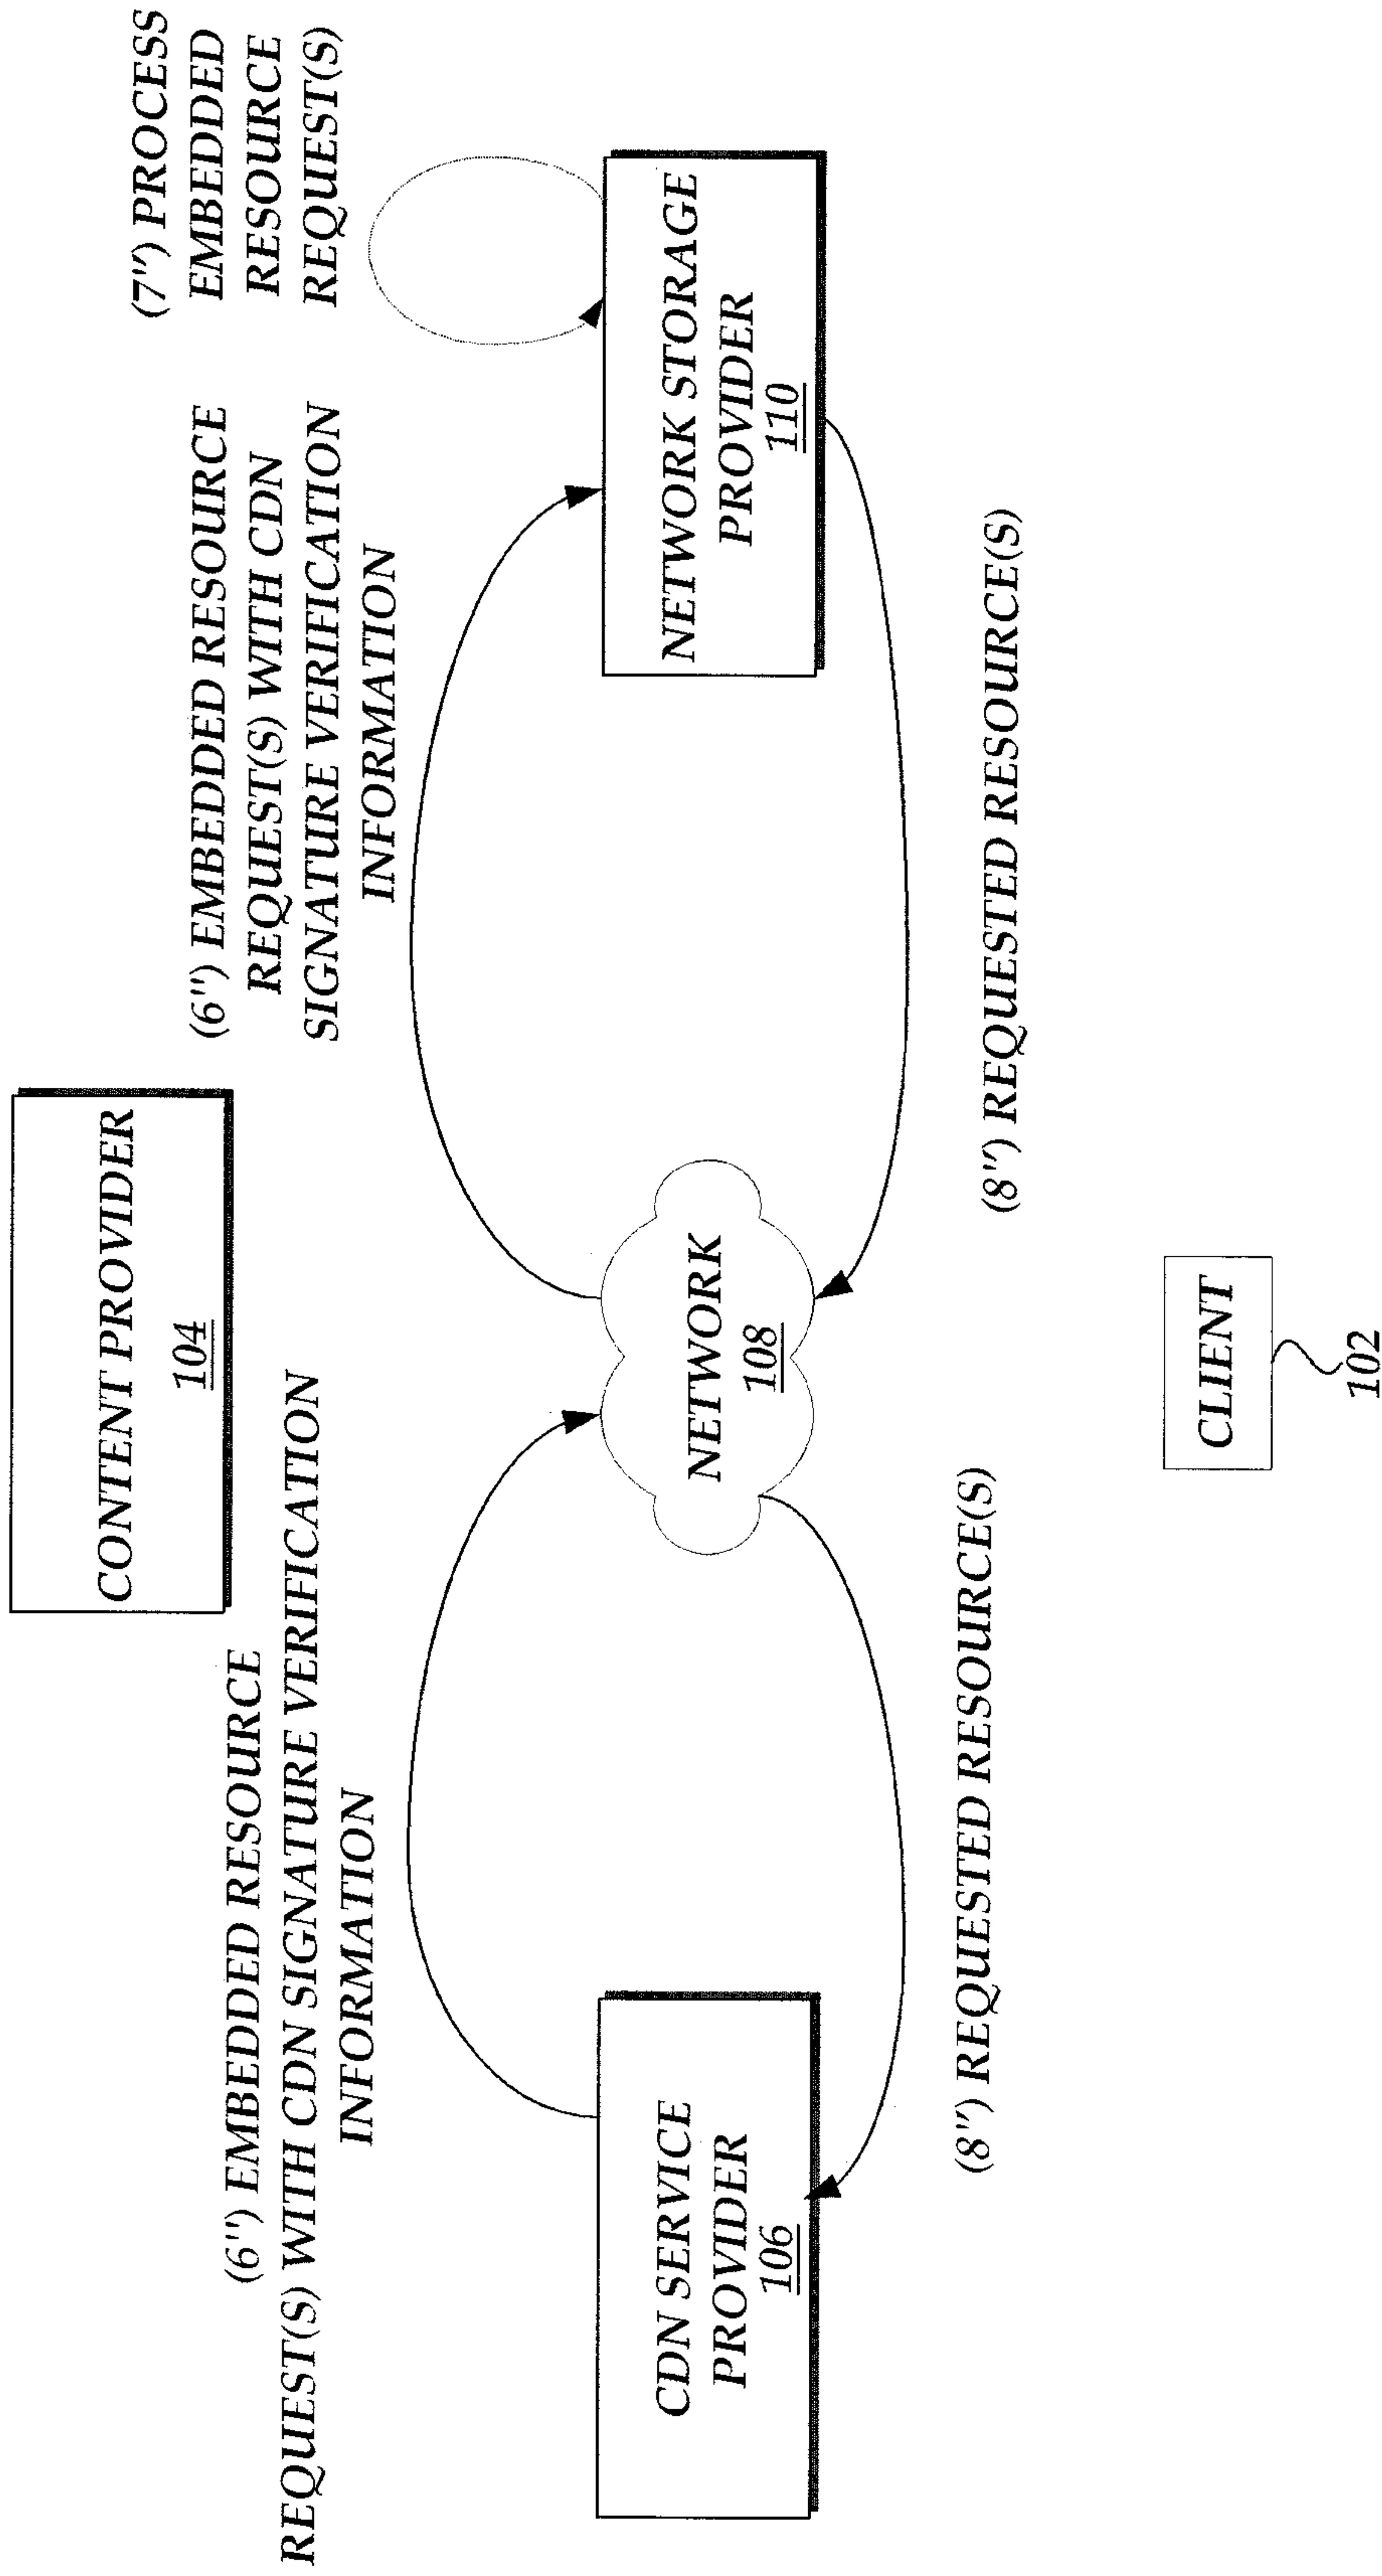 CONTENT PROVIDER
104
(6") EMBEDDED RESOURCE
REQUEST(S) WITH CDN SIGNATURE VERIFICATION
INFORMATION
(6") EMBEDDED RESOURCE
REQUEST(S) WITH CDN
SIGNATURE VERIFICATION
INFORMATION
(7") PROCESS
EMBEDDED
RESOURCE
REQUEST(S)
CDN SERVICE
PROVIDER
106
NETWORK
108
NETWORK STORAGE
PROVIDER
110
(8") REQUESTED RESOURCE(S)
(8") REQUESTED RESOURCE(S)
CLIENT
102